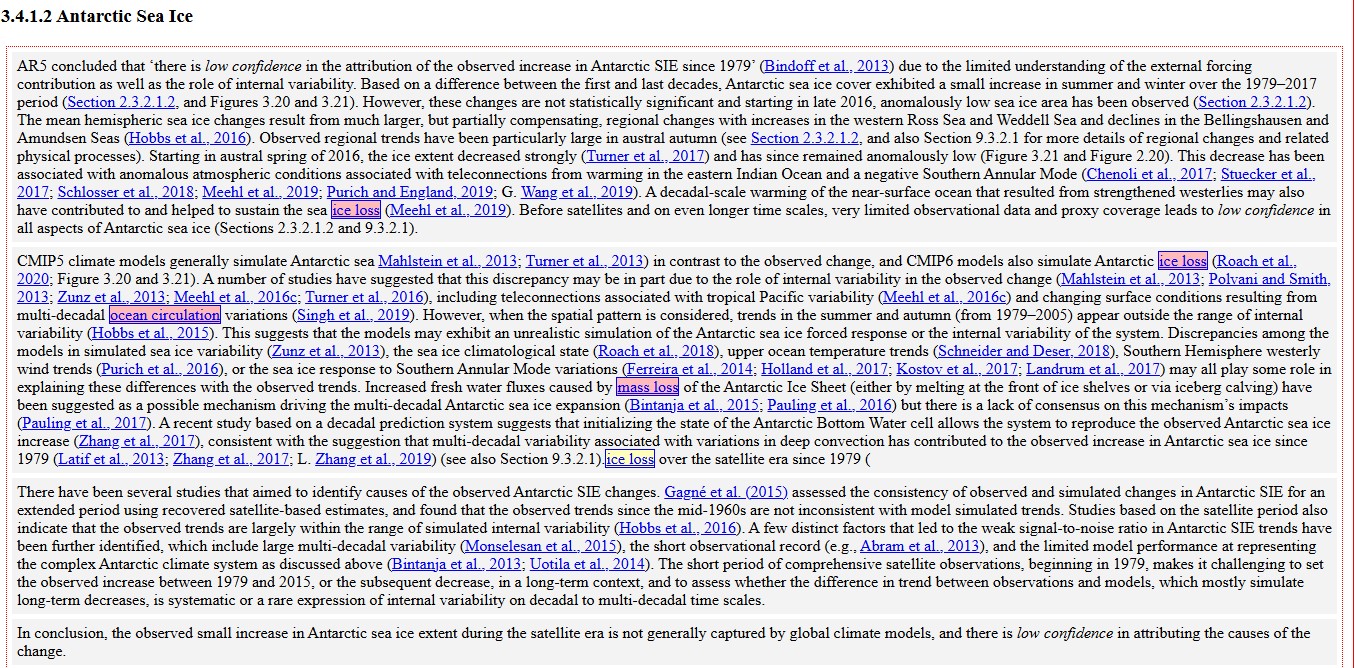 3.4.1.2 Antarctic Sea Ice
AR5 concluded that ‘there is low confidence in the attribution of the observed increase in Antarctic SIE since 1979’ (Bindoff et al., 2013) due to the limited understanding of the external forcing
contribution as well as the role of internal variability. Based on a difference between the first and last decades, Antarctic sea ice cover exhibited a small increase in summer and winter over the 1979–2017
period (Section 2.3.2.1.2, and Figures 3.20 and 3.21). However, these changes are not statistically significant and starting in late 2016, anomalously low sea ice area has been observed (Section 2.3.2.1.2).
The mean hemispheric sea ice changes result from much larger, but partially compensating, regional changes with increases in the western Ross Sea and Weddell Sea and declines in the Bellingshausen and
Amundsen Seas (Hobbs et al., 2016). Observed regional trends have been particularly large in austral autumn (see Section 2.3.2.1.2, and also Section 9.3.2.1 for more details of regional changes and related
physical processes). Starting in austral spring of 2016, the ice extent decreased strongly (Turner et al., 2017) and has since remained anomalously low (Figure 3.21 and Figure 2.20). This decrease has been
associated with anomalous atmospheric conditions associated with teleconnections from warming in the eastern Indian Ocean and a negative Southern Annular Mode (Chenoli et al., 2017; Stuecker et al.,
2017; Schlosser et al., 2018; Meehl et al., 2019; Purich and England, 2019; G. Wang et al., 2019). A decadal-scale warming of the near-surface ocean that resulted from strengthened westerlies may also
have contributed to and helped to sustain the sea ice loss (Meehl et al., 2019). Before satellites and on even longer time scales, very limited observational data and proxy coverage leads to low confidence in
all aspects of Antarctic sea ice (Sections 2.3.2.1.2 and 9.3.2.1).
CMIP5 climate models generally simulate Antarctic sea Mahlstein et al., 2013; Turner et al., 2013) in contrast to the observed change, and CMIP6 models also simulate Antarctic ice loss (Roach et al.,
2020; Figure 3.20 and 3.21). A number of studies have suggested that this discrepancy may be in part due to the role of internal variability in the observed change (Mahlstein et al., 2013; Polvani and Smith,
2013; Zunz et al., 2013; Meehl et al., 2016c; Turner et al., 2016), including teleconnections associated with tropical Pacific variability (Meehl et al., 2016c) and changing surface conditions resulting from
multi-decadal ocean circulation variations (Singh et al., 2019). However, when the spatial pattern is considered, trends in the summer and autumn (from 1979–2005) appear outside the range of internal
variability (Hobbs et al., 2015). This suggests that the models may exhibit an unrealistic simulation of the Antarctic sea ice forced response or the internal variability of the system. Discrepancies among the
models in simulated sea ice variability (Zunz et al., 2013), the sea ice climatological state (Roach et al., 2018), upper ocean temperature trends (Schneider and Deser, 2018), Southern Hemisphere westerly
wind trends (Purich et al., 2016), or the sea ice response to Southern Annular Mode variations (Ferreira et al., 2014; Holland et al., 2017; Kostov et al., 2017; Landrum et al., 2017) may all play some role in
explaining these differences with the observed trends. Increased fresh water fluxes caused by mass loss of the Antarctic Ice Sheet (either by melting at the front of ice shelves or via iceberg calving) have
been suggested as a possible mechanism driving the multi-decadal Antarctic sea ice expansion (Bintanja et al., 2015; Pauling et al., 2016) but there is a lack of consensus on this mechanism’s impacts
(Pauling et al., 2017). A recent study based on a decadal prediction system suggests that initializing the state of the Antarctic Bottom Water cell allows the system to reproduce the observed Antarctic sea ice
increase (Zhang et al., 2017), consistent with the suggestion that multi-decadal variability associated with variations in deep convection has contributed to the observed increase in Antarctic sea ice since
1979 (Latif et al., 2013; Zhang et al., 2017; L. Zhang et al., 2019) (see also Section 9.3.2.1).ice loss over the satellite era since 1979 (
There have been several studies that aimed to identify causes of the observed Antarctic SIE changes. Gagné et al. (2015) assessed the consistency of observed and simulated changes in Antarctic SIE for an
extended period using recovered satellite-based estimates, and found that the observed trends since the mid-1960s are not inconsistent with model simulated trends. Studies based on the satellite period also
indicate that the observed trends are largely within the range of simulated internal variability (Hobbs et al., 2016). A few distinct factors that led to the weak signal-to-noise ratio in Antarctic SIE trends have
been further identified, which include large multi-decadal variability (Monselesan et al., 2015), the short observational record (e.g., Abram et al., 2013), and the limited model performance at representing
the complex Antarctic climate system as discussed above (Bintanja et al., 2013; Uotila et al., 2014). The short period of comprehensive satellite observations, beginning in 1979, makes it challenging to set
the observed increase between 1979 and 2015, or the subsequent decrease, in a long-term context, and to assess whether the difference in trend between observations and models, which mostly simulate
long-term decreases, is systematic or a rare expression of internal variability on decadal to multi-decadal time scales.
In conclusion, the observed small increase in Antarctic sea ice extent during the satellite era is not generally captured by global climate models, and there is low confidence in attributing the causes of the
change.